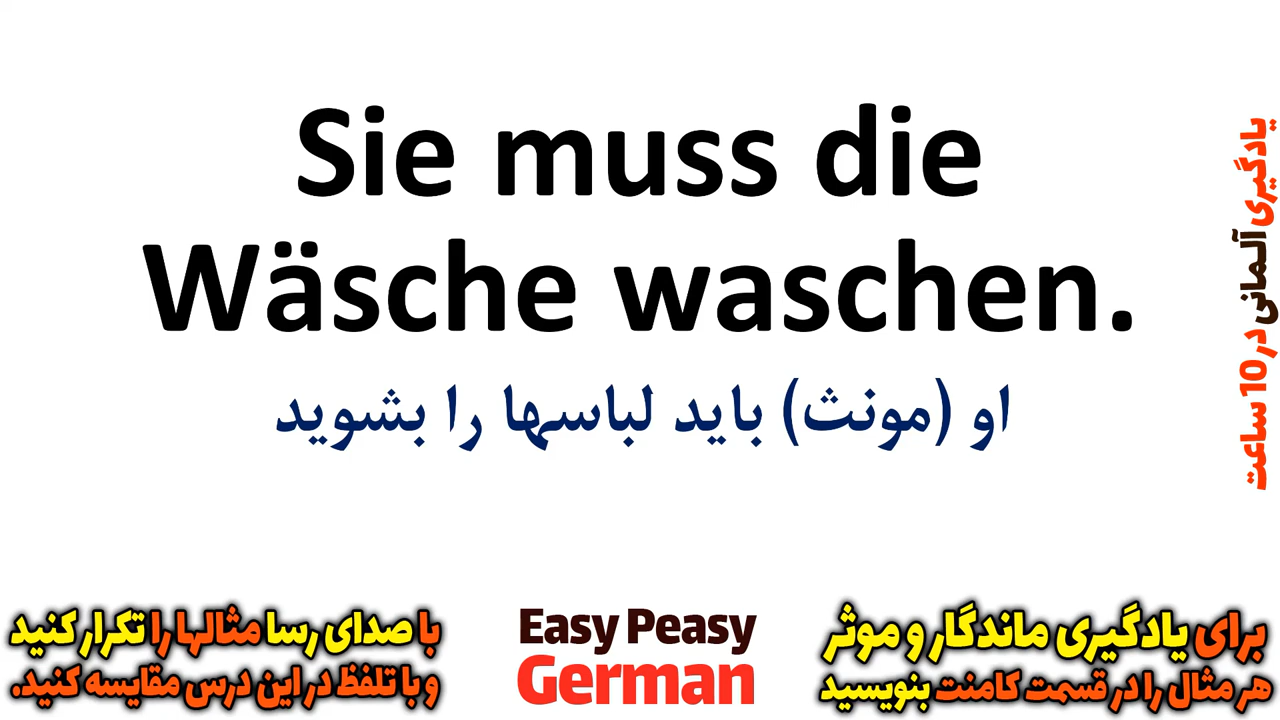 Sie muss die
Wäsche waschen.
او (مونث) باید لباسها را بشوید
یادگیری آلمانی در 10 ساعت
با صدای رسا مثالها را تکرار کنید
و با تلفظ در این درس مقایسه کنید.
Easy Peasy
German
برای یادگیری ماندگار و موثر
هر مثال را در قسمت کامنت بنویسید